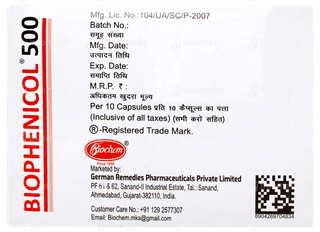 BIOPHENICOL® 500
Mfg. Lic. No.:104/UA/SC/P-2007
Batch No.:
समूह संख्या
Mfg. Date:
उत्पादन तिथि
Exp. Date:
समाप्ति तिथि
M.R.P. ₹ :
अधिकतम खुदरा मूल्य
Per 10 Capsules प्रति 10 कैप्सूल्स का पत्ता
(Inclusive of all taxes) (सभी करों सहित)
®-Registered Trade Mark.
Biochem
Since 1965
Marketed by:
German Remedies Pharmaceuticals Private Limited
PF 61 & 62, Sanand-II Industrial Estate, Tal.: Sanand,
Ahmedabad, Gujarat-382110, India.
Customer Care No.: +91 129 2577307
Email: Biochem.mks@gmail.com
8904289704834